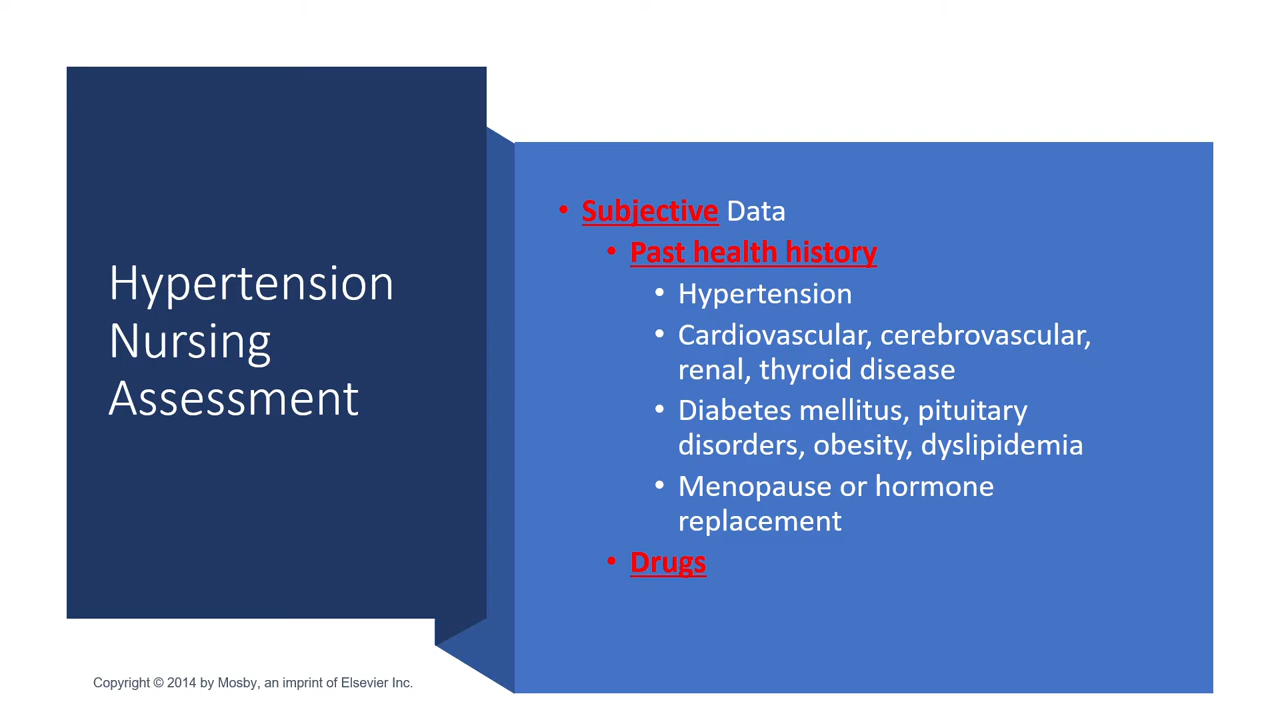 Hypertension
Nursing
Assessment
• Subjective Data
• Past health history
• Hypertension
• Cardiovascular, cerebrovascular,
renal, thyroid disease
• Diabetes mellitus, pituitary
disorders, obesity, dyslipidemia
• Menopause or hormone
replacement
• Drugs
Copyright © 2014 by Mosby, an imprint of Elsevier Inc.